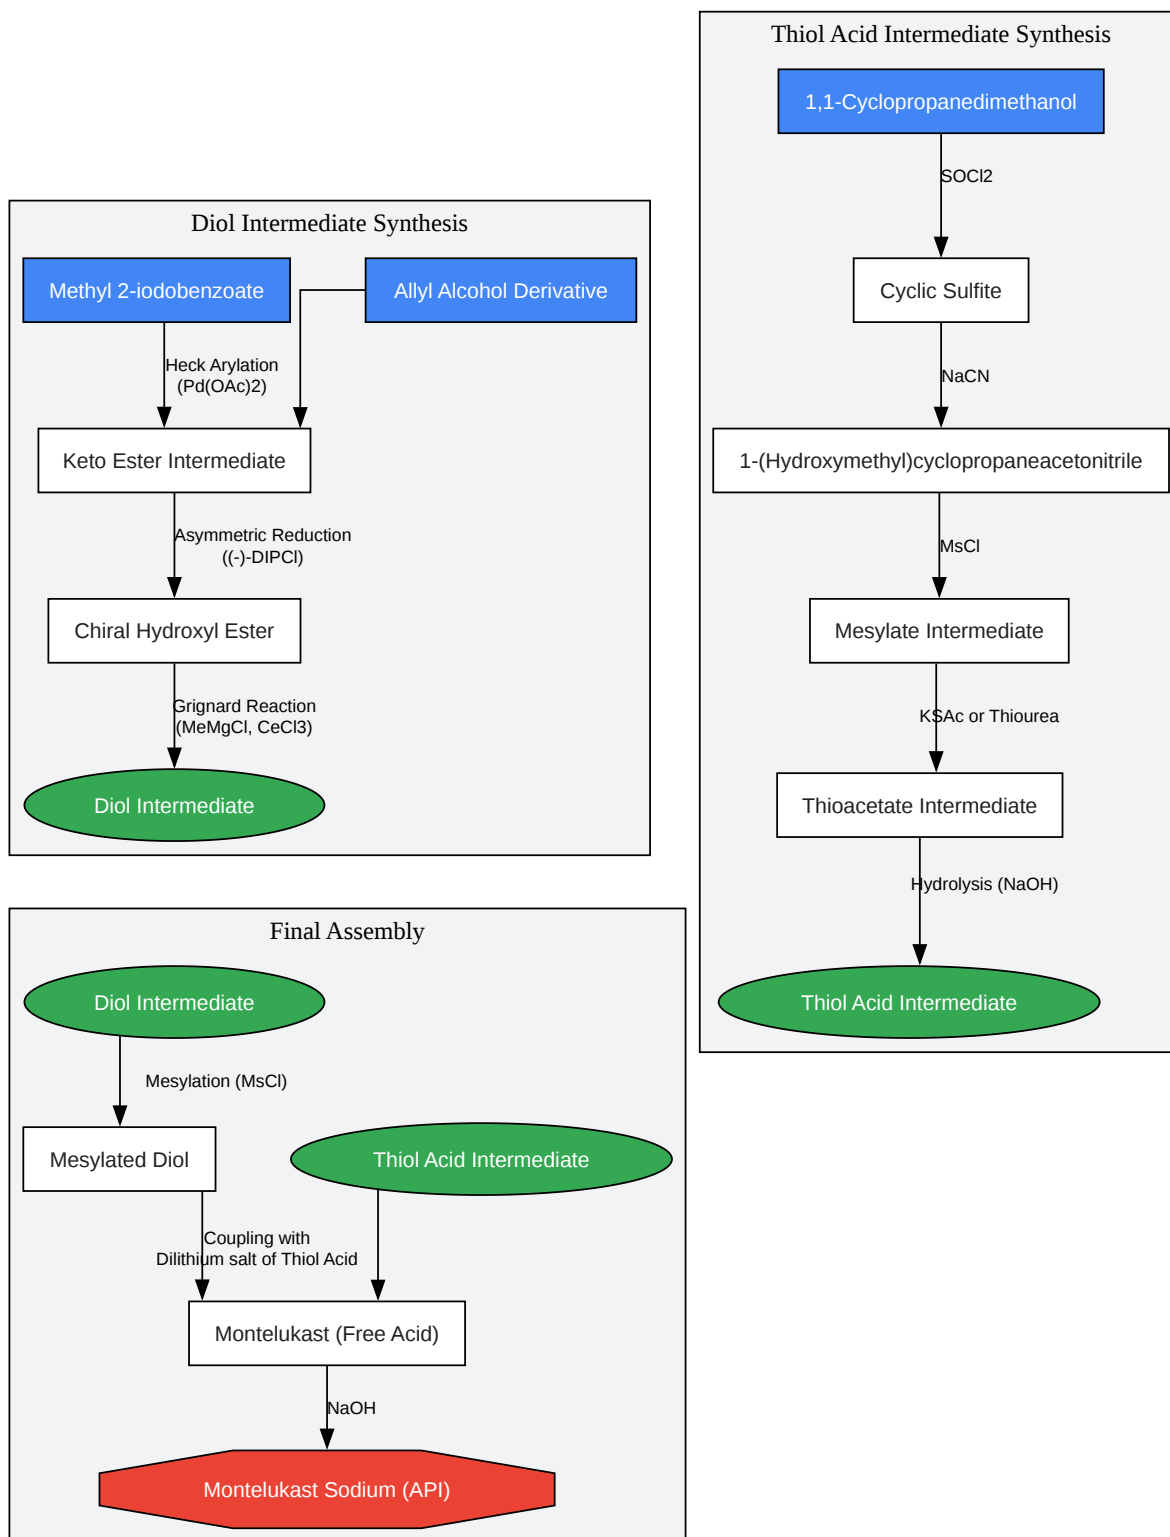 Thiol Acid Intermediate Synthesis
1,1-Cyclopropanedimethanol
SOCl2
Cyclic Sulfite
NaCN
1-(Hydroxymethyl)cyclopropaneacetonitrile
MsCl
Mesylate Intermediate
KSAc or Thiourea
Thioacetate Intermediate
Hydrolysis (NaOH)
Thiol Acid Intermediate
Diol Intermediate Synthesis
Methyl 2-iodobenzoate
Allyl Alcohol Derivative
Heck Arylation
(Pd(OAc)2)
Keto Ester Intermediate
Asymmetric Reduction
((-)-DIPCl)
Chiral Hydroxyl Ester
Grignard Reaction
(MeMgCl, CeCl3)
Diol Intermediate
Final Assembly
Diol Intermediate
Mesylation (MsCl)
Mesylated Diol
Thiol Acid Intermediate
Coupling with
Dilithium salt of Thiol Acid
Montelukast (Free Acid)
NaOH
Montelukast Sodium (API)